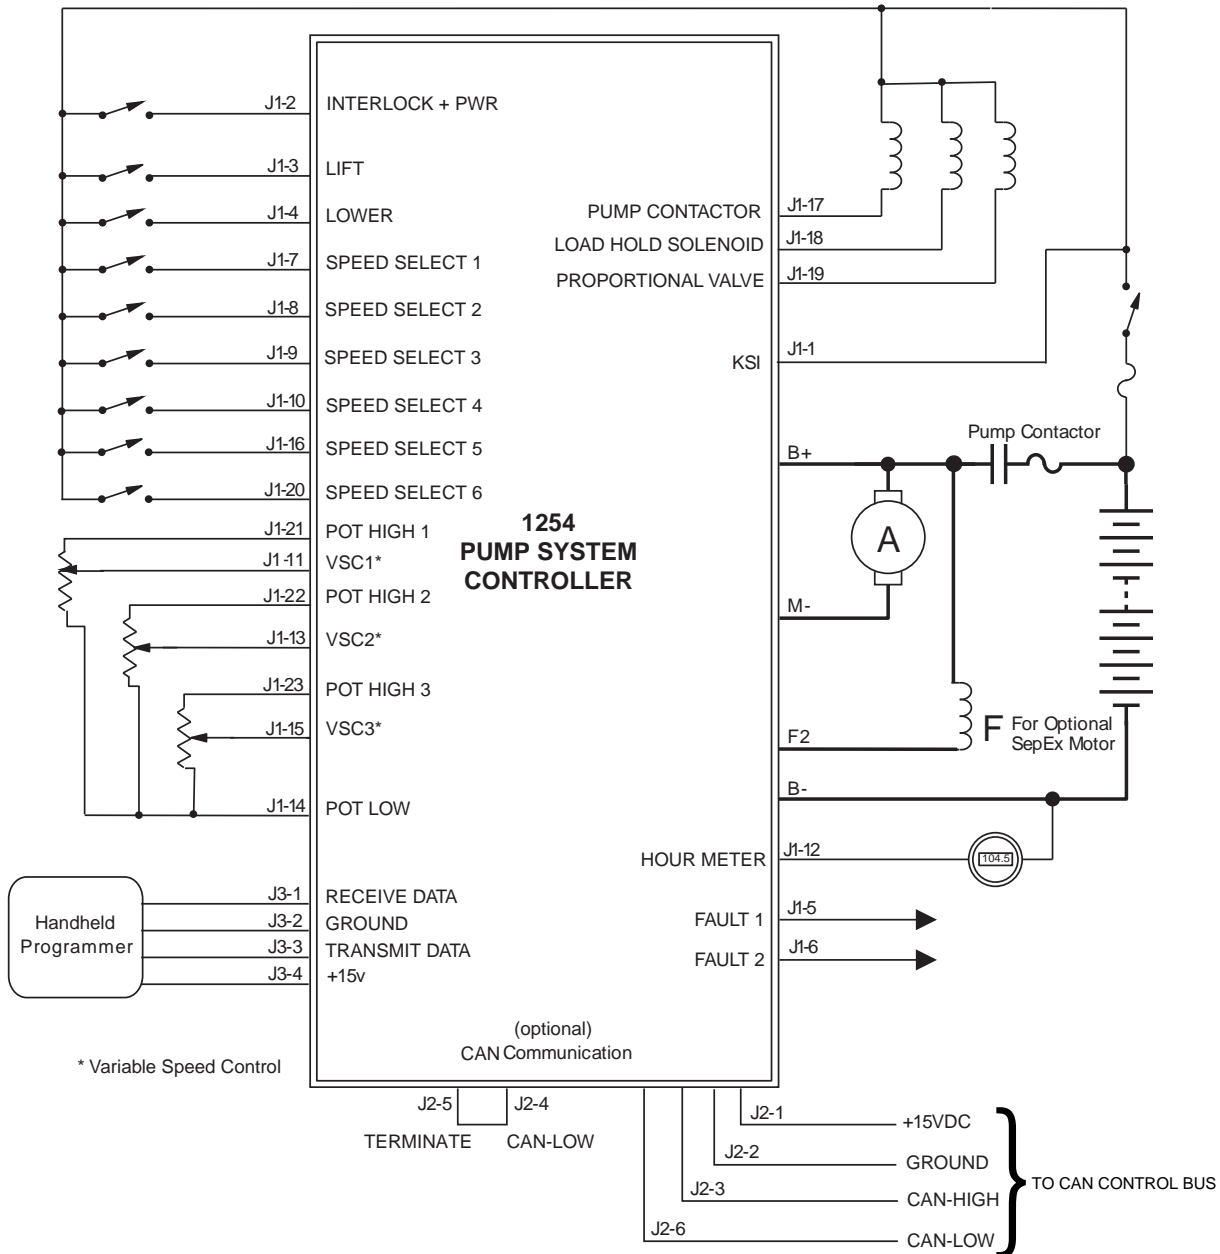 J1-2 INTERLOCK + PWR
J1-3 LIFT
J1-4 LOWER
J1-7 SPEED SELECT 1
J1-8 SPEED SELECT 2
J1-9 SPEED SELECT 3
J1-10 SPEED SELECT 4
J1-16 SPEED SELECT 5
J1-20 SPEED SELECT 6
J1-21 POT HIGH 1
J1-11 VSC1*
J1-22 POT HIGH 2
J1-13 VSC2*
J1-23 POT HIGH 3
J1-15 VSC3*
J1-14 POT LOW
Handheld
Programmer
J3-1 RECEIVE DATA
J3-2 GROUND
J3-3 TRANSMIT DATA
J3-4 +15v
* Variable Speed Control
1254
PUMP SYSTEM
CONTROLLER
PUMP CONTACTOR J1-17
LOAD HOLD SOLENOID J1-18
PROPORTIONAL VALVE J1-19
KSI J1-1
Pump Contactor
B+
A
M-
F2
F For Optional
SepEx Motor
B-
HOUR METER J1-12
104.5
FAULT 1 J1-5
FAULT 2 J1-6
(optional)
CAN Communication
J2-5 J2-4
TERMINATE CAN-LOW
J2-1 +15VDC
J2-2 GROUND
J2-3 CAN-HIGH
J2-6 CAN-LOW
TO CAN CONTROL BUS